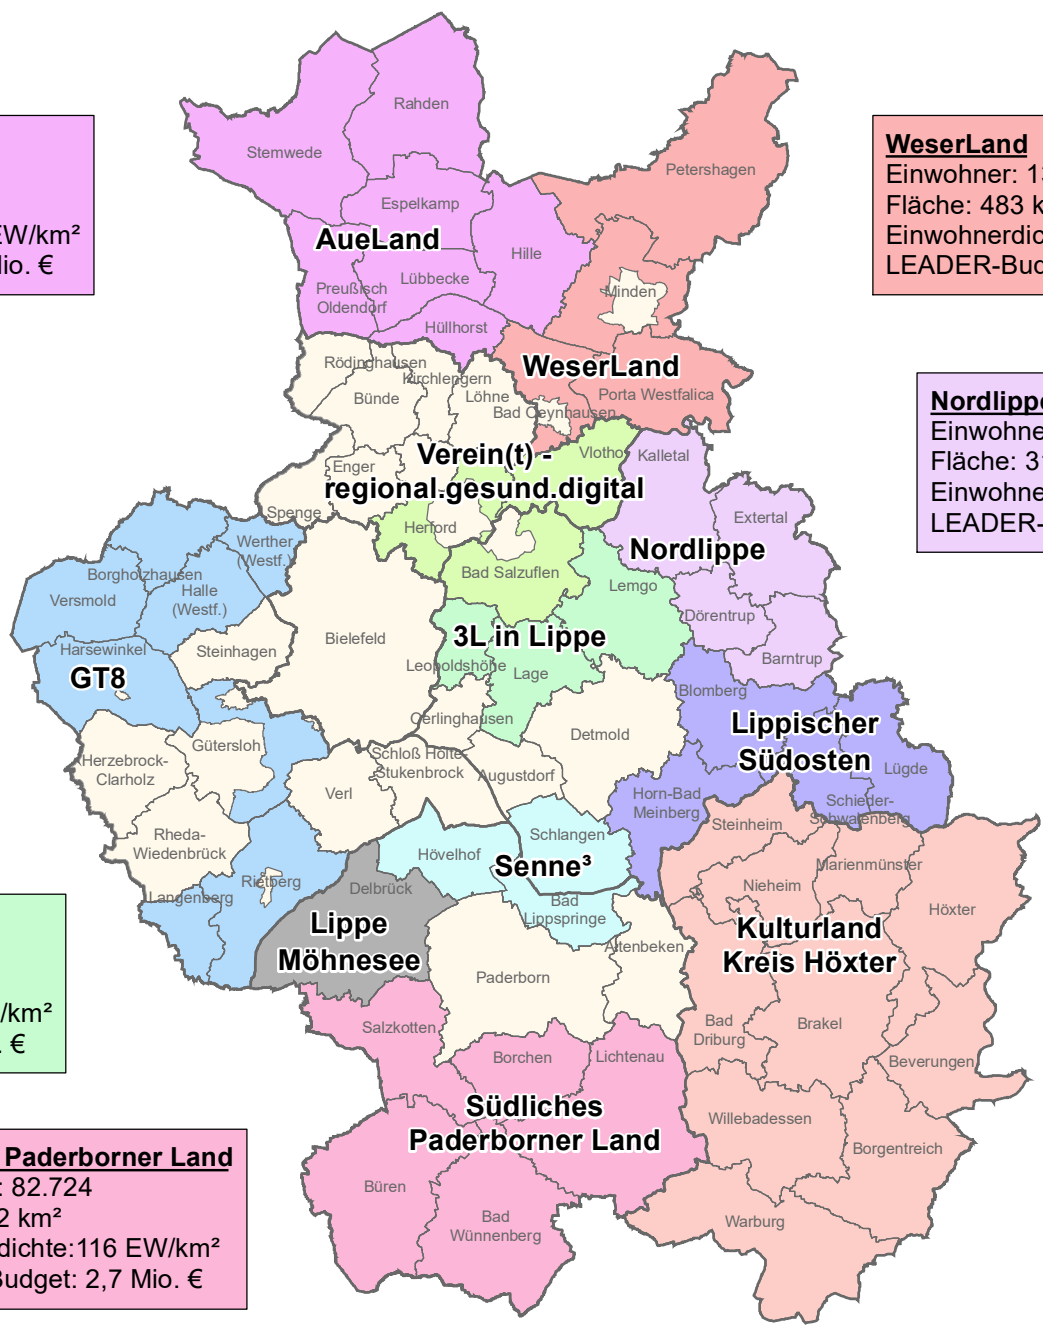 Rahden
Stemwede
Petershagen
Espelkamp
AueLand
Hille
Lübbecke
Preußisch
Oldendorf
Hüllhorst
Minden
WeserLand
Porta Westfalica
Rödinghausen
Kirchlengern
Löhne
Bünde
Bad Oeynhausen
Verein(t) -
regional.gesund.digital
Vlotho
Kalletal
Enger
Spenge
Herford
Extertal
Nordlippe
Werther
(Westf.)
Borgholzhausen
Halle
(Westf.)
Versmold
Bad Salzuflen
Lemgo
Dörentrup
Barntrup
Bielefeld
3L in Lippe
Harsewinkel
GT8
Steinhagen
Leopoldshöhe
Lage
Blomberg
Oerlinghausen
Detmold
Lippischer
Südosten
Lügde
Gütersloh
Herzebrock-
Clarholz
Schloß Holte-
Stukenbrock
Augustdorf
Verl
Horn-Bad
Meinberg
Schieder-
Schwalenberg
Steinheim
Rheda-
Wiedenbrück
Hövelhof
Schlangen
Senne³
Marienmünster
Nieheim
Höxter
Rietberg
Langenberg
Delbrück
Lippe
Möhnesee
Bad
Lippspringe
Altenbeken
Kulturland
Kreis Höxter
Paderborn
Salzkotten
Borchen
Lichtenau
Bad
Driburg
Brakel
Beverungen
Südliches
Paderborner Land
Willebadessen
Borgentreich
Büren
Bad
Wünnenberg
Warburg
EW/km²
Mio. €
WeserLand
Einwohner: 13
Fläche: 483 k
Einwohnerdic
LEADER-Bud
Nordlippe
Einwohne
Fläche: 31
Einwohne
LEADER-
/km²
. €
Paderborner Land
: 82.724
2 km²
dichte:116 EW/km²
Budget: 2,7 Mio. €